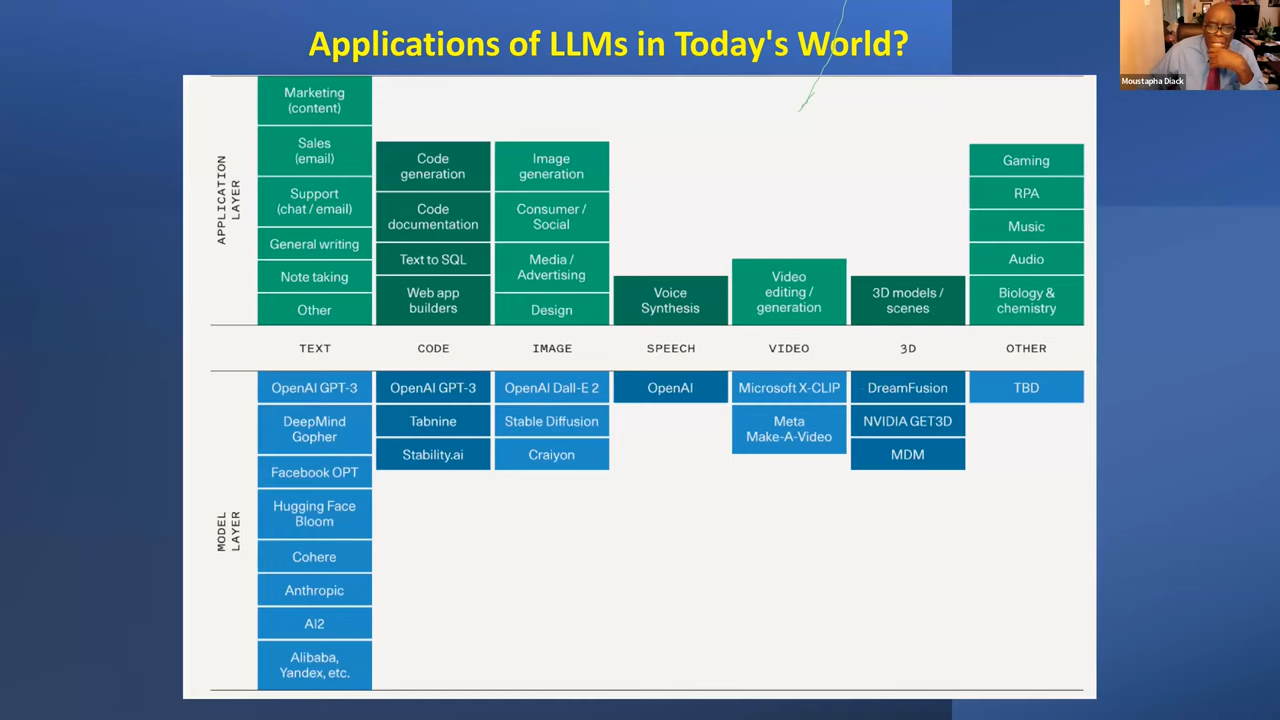 Applications of LLMs in Today's World?
Moustapha Diack
APPLICATION
LAYER
Marketing
(content)
Sales
(email)
Support
(chat / email)
General writing
Note taking
Other
Code
generation
Code
documentation
Text to SQL
Web app
builders
Image
generation
Consumer /
Social
Media /
Advertising
Design
Voice
Synthesis
Video
editing /
generation
3D models /
scenes
Gaming
RPA
Music
Audio
Biology &
chemistry
TEXT
CODE
IMAGE
SPEECH
VIDEO
3D
OTHER
MODEL
LAYER
OpenAI GPT-3
DeepMind
Gopher
Facebook OPT
Hugging Face
Bloom
Cohere
Anthropic
AI2
Alibaba,
Yandex, etc.
OpenAI GPT-3
Tabnine
Stability.ai
OpenAI Dall-E 2
Stable Diffusion
Craiyon
OpenAI
Microsoft X-CLIP
Meta
Make-A-Video
DreamFusion
NVIDIA GET3D
MDM
TBD